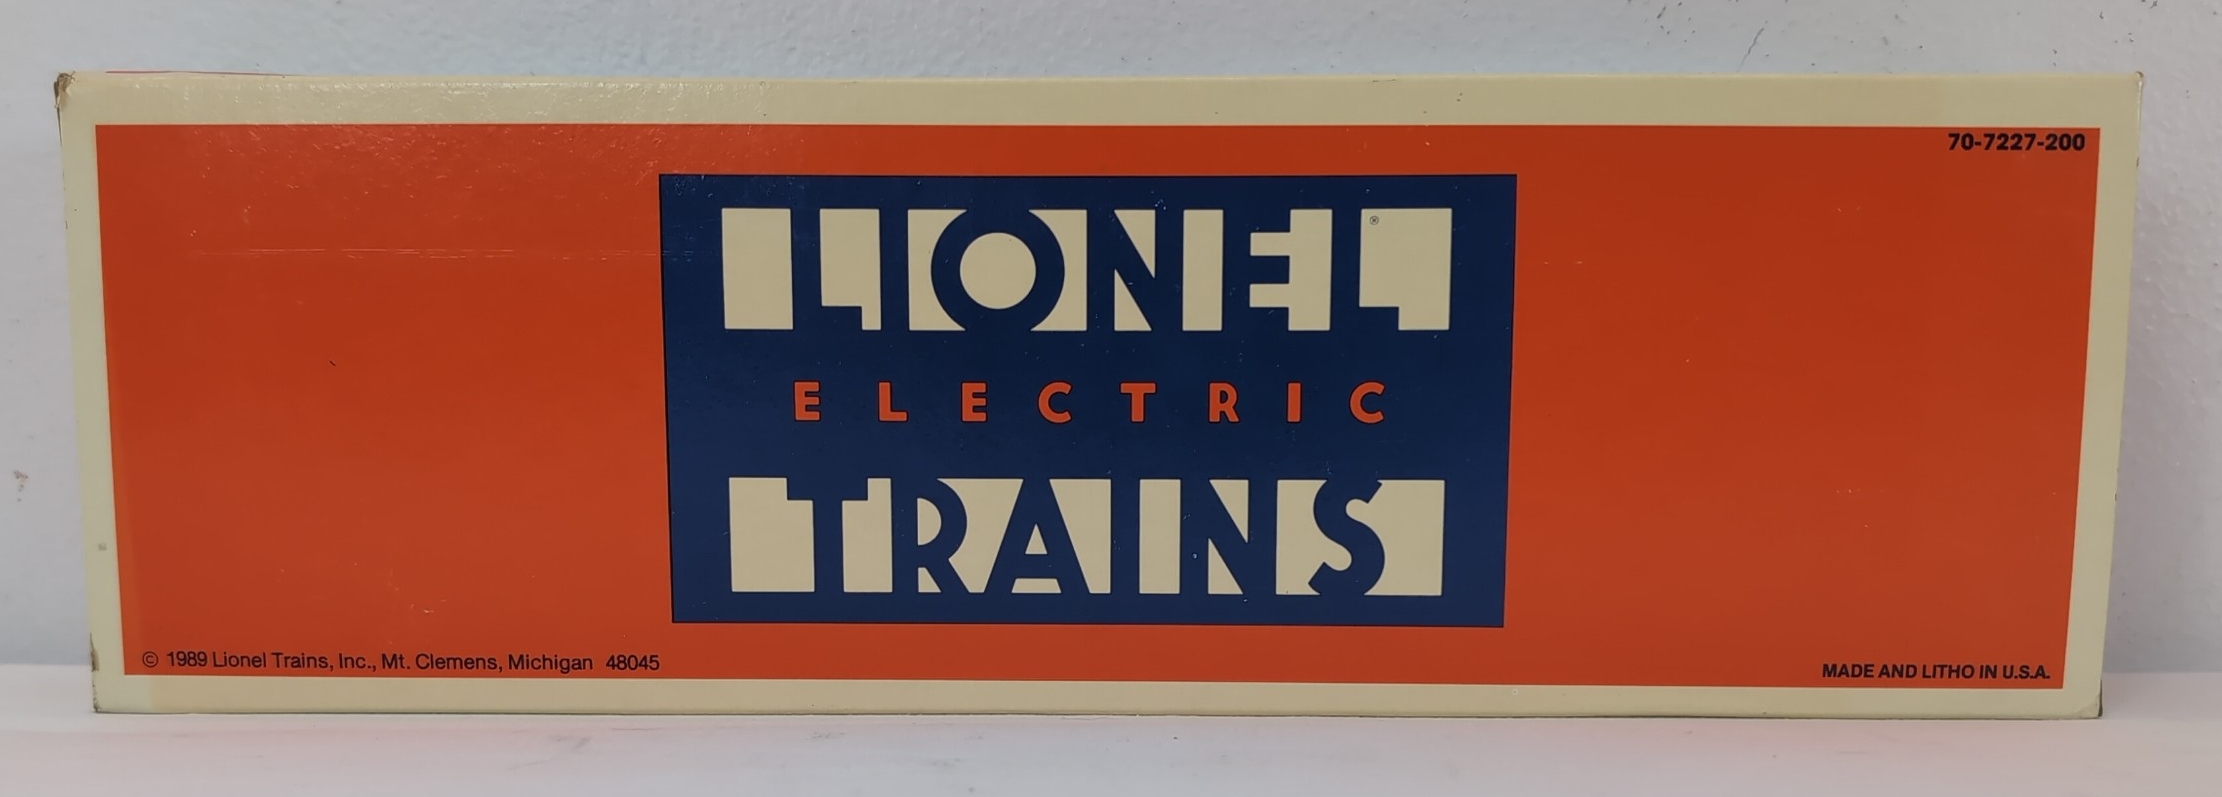 70-7227-200
LIONEL®
ELECTRIC
TRAINS
© 1989 Lionel Trains, Inc., Mt. Clemens, Michigan 48045
MADE AND LITHO IN U.S.A.